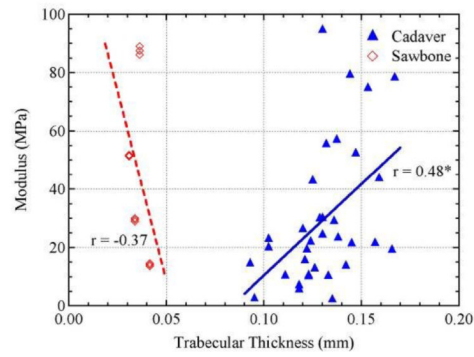 100
80
60
40
20
0
Modulus (MPa)
Cadaver
Sawbone
r = 0.48*
r = -0.37
0.00 0.05 0.10 0.15 0.20
Trabecular Thickness (mm)